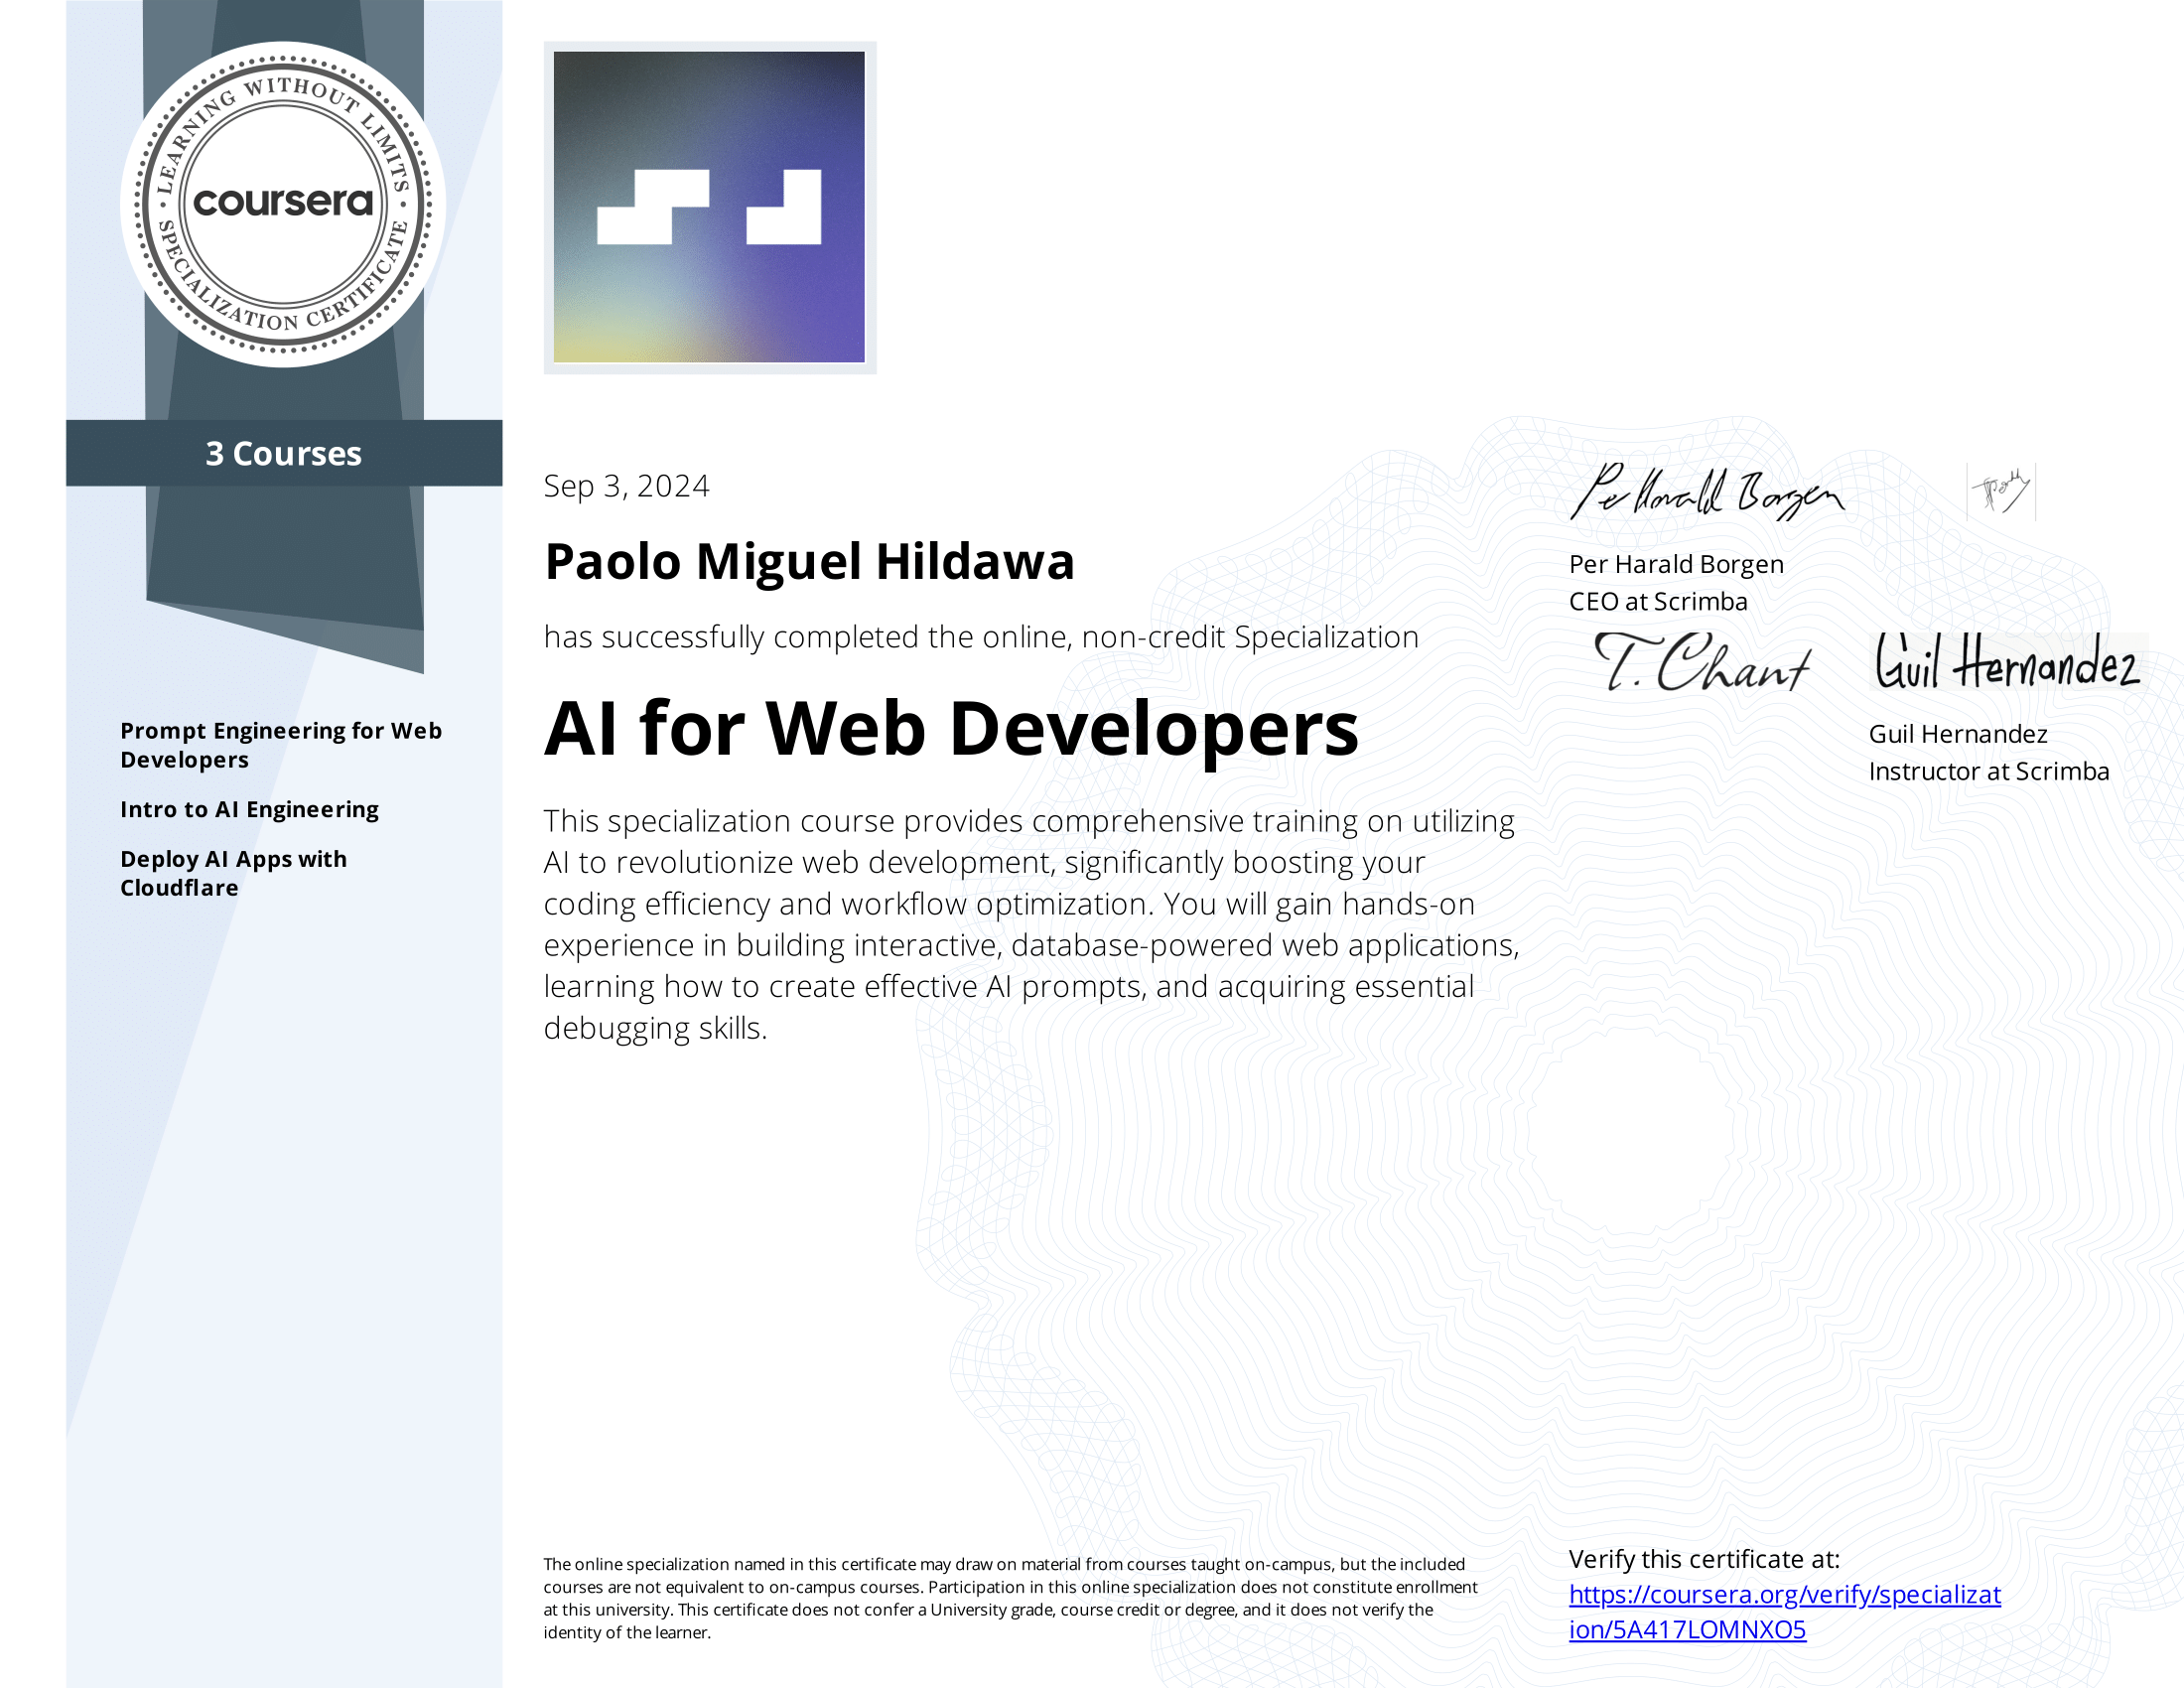 LEARNING WITHOUT LIMITS
coursera
SPECIALIZATION CERTIFICATE
3 Courses
Prompt Engineering for Web
Developers
Intro to AI Engineering
Deploy AI Apps with
Cloudflare
Sep 3, 2024
Paolo Miguel Hildawa
has successfully completed the online, non-credit Specialization
AI for Web Developers
This specialization course provides comprehensive training on utilizing
AI to revolutionize web development, significantly boosting your
coding efficiency and workflow optimization. You will gain hands-on
experience in building interactive, database-powered web applications,
learning how to create effective AI prompts, and acquiring essential
debugging skills.
Per Harald Borgen
Per Harald Borgen
CEO at Scrimba
T. Chant
Guil Hernandez
Guil Hernandez
Instructor at Scrimba
The online specialization named in this certificate may draw on material from courses taught on-campus, but the included
courses are not equivalent to on-campus courses. Participation in this online specialization does not constitute enrollment
at this university. This certificate does not confer a University grade, course credit or degree, and it does not verify the
identity of the learner.
Verify this certificate at:
https://coursera.org/verify/specializat
ion/5A417LOMNXO5